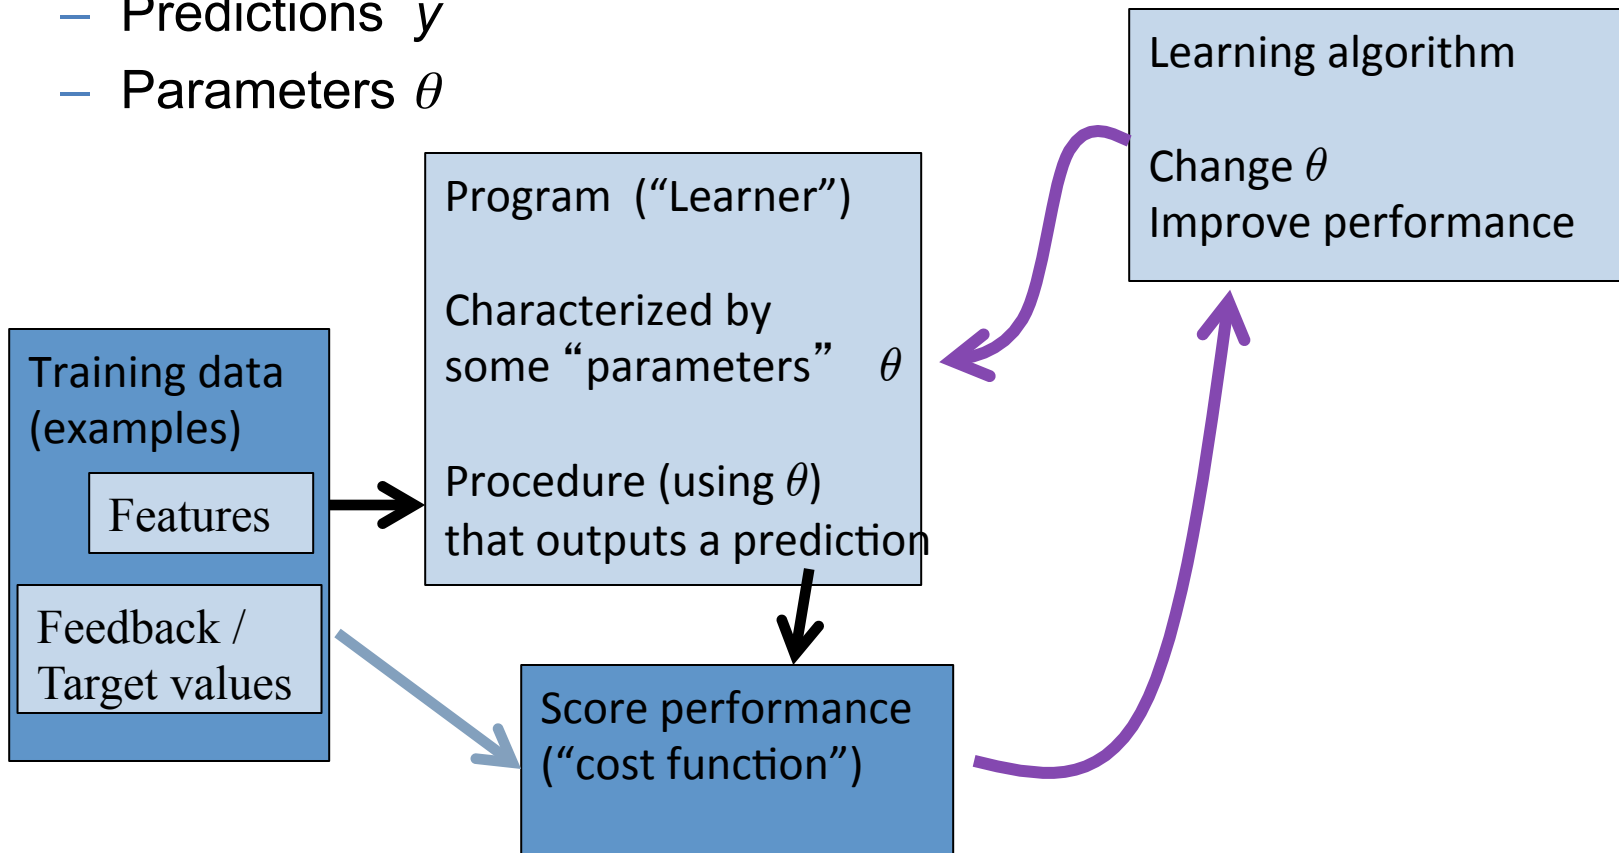 – Predictions y
– Parameters θ
Learning algorithm
Change θ
Improve performance
Program (“Learner”)
Characterized by
some “parameters” θ
Procedure (using θ)
that outputs a prediction
Training data
(examples)
Features
Feedback /
Target values
Score performance
(“cost function”)